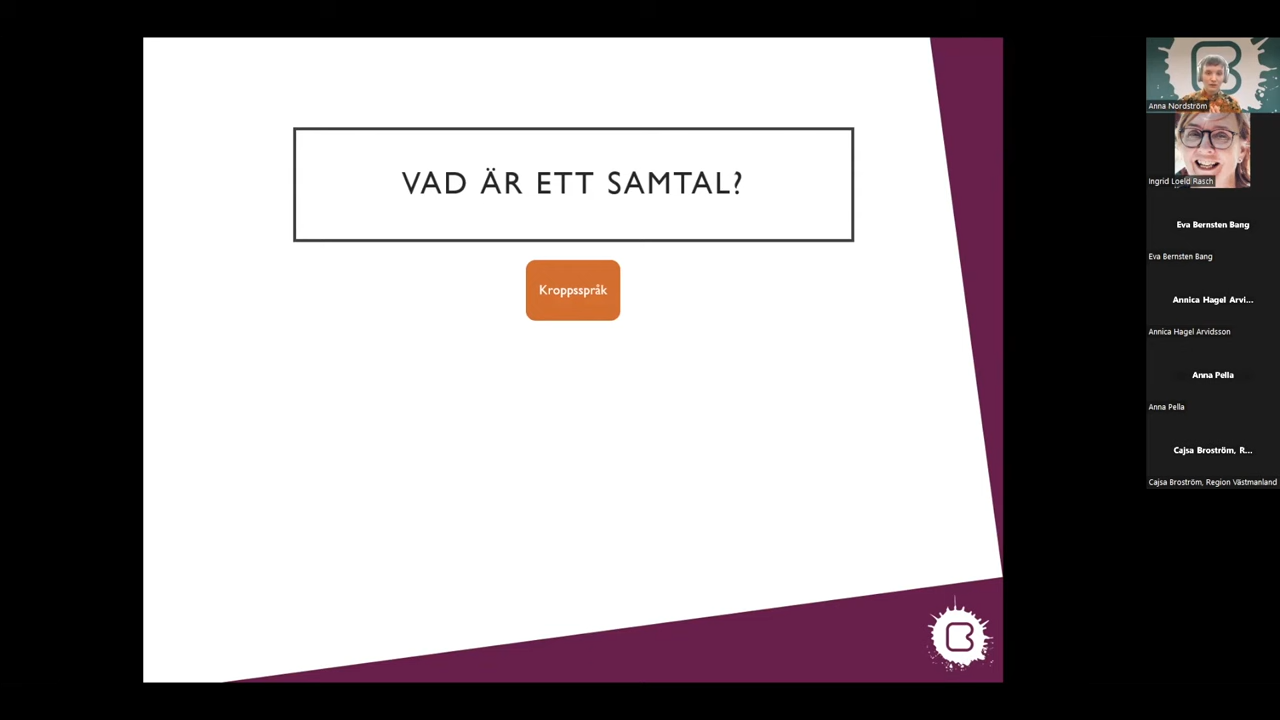 VAD ÄR ETT SAMTAL?
Kroppsspråk
Anna Nordström
Ingrid Loeld Rasch
Eva Bernsten Bang
Eva Bernsten Bang
Annica Hagel Arvi...
Annica Hagel Arvidsson
Anna Pella
Anna Pella
Cajsa Broström, R...
Cajsa Broström, Region Västmanland